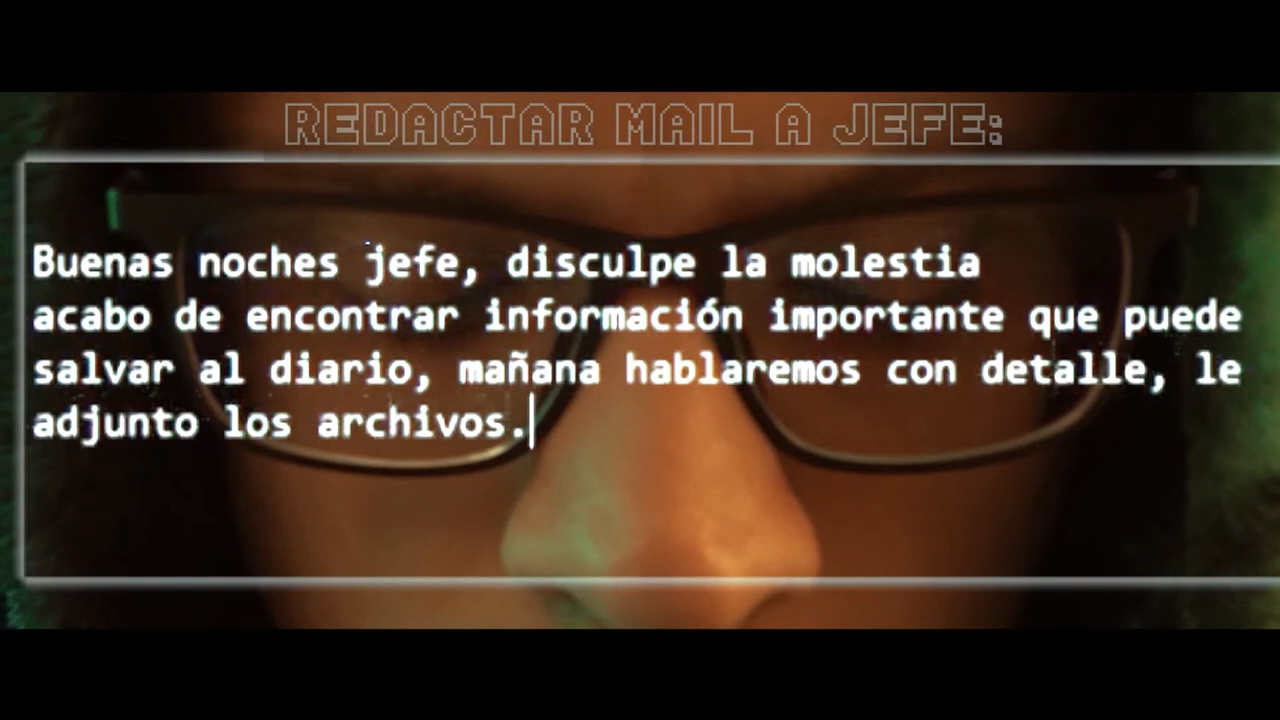 REDACTAR MAIL A JEFE:
Buenas noches jefe, disculpe la molestia
acabo de encontrar información importante que puede
salvar al diario, mañana hablaremos con detalle, le
adjunto los archivos.